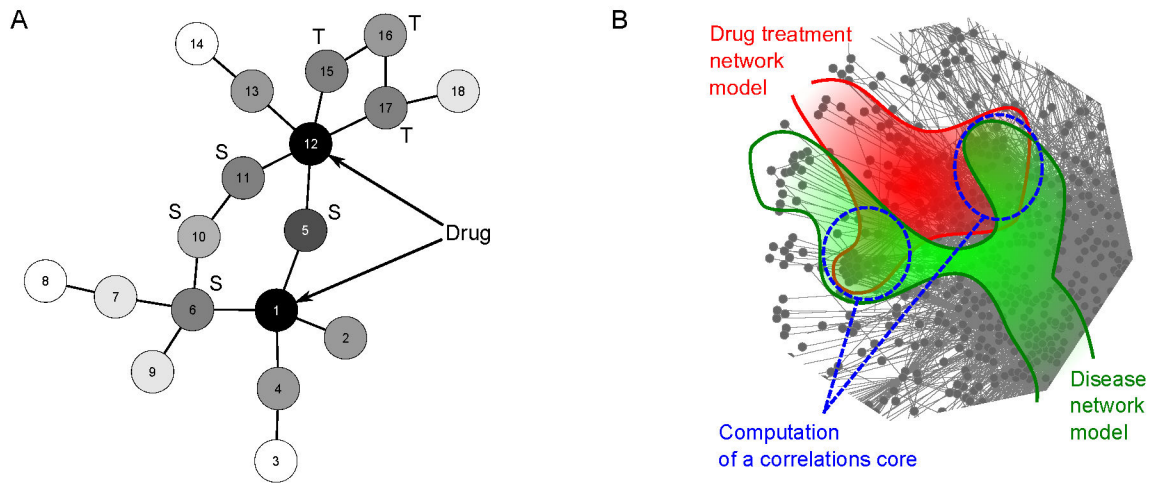 A
14
T
16
T
15
13
17
18
T
12
S
11
S
S
10
5
Drug
8
7
S
6
1
2
9
4
3
B
Drug treatment
network
model
Disease
network
model
Computation
of a correlations core